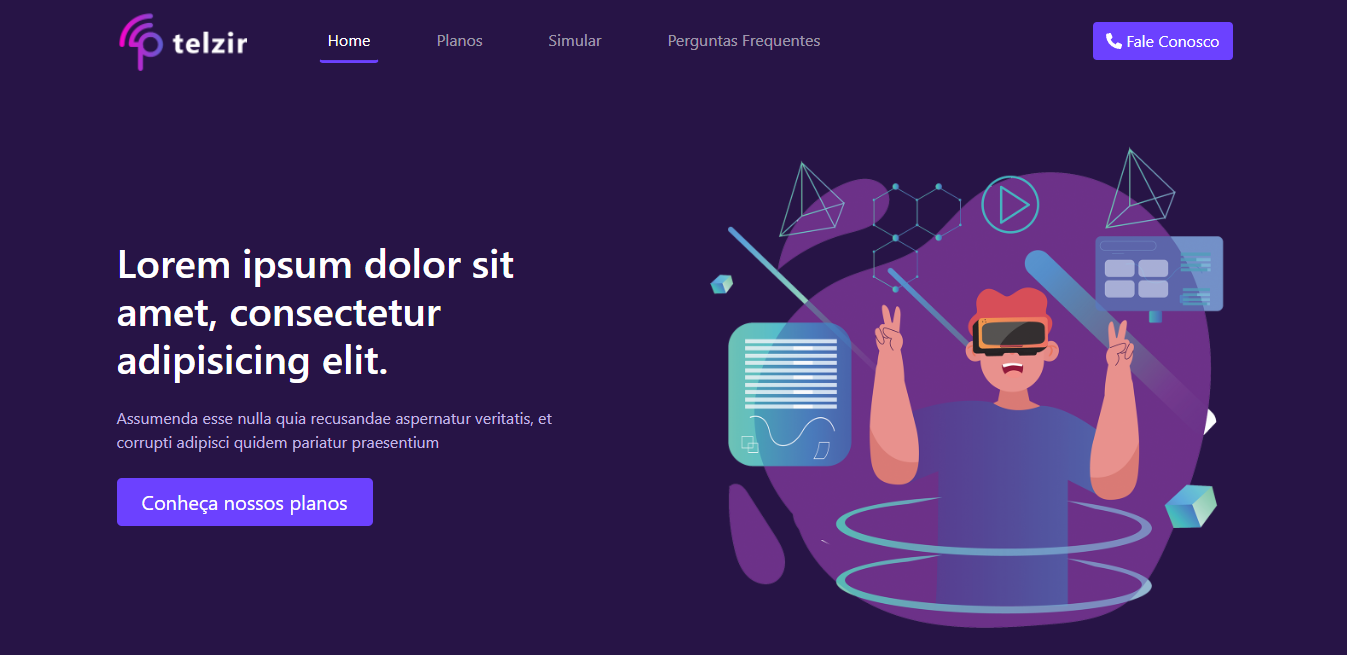 telzir
Home
Planos
Simular
Perguntas Frequentes
Fale Conosco
Lorem ipsum dolor sit
amet, consectetur
adipisicing elit.
Assumenda esse nulla quia recusandae aspernatur veritatis, et
corrupti adipisci quidem pariatur praesentium
Conheça nossos planos